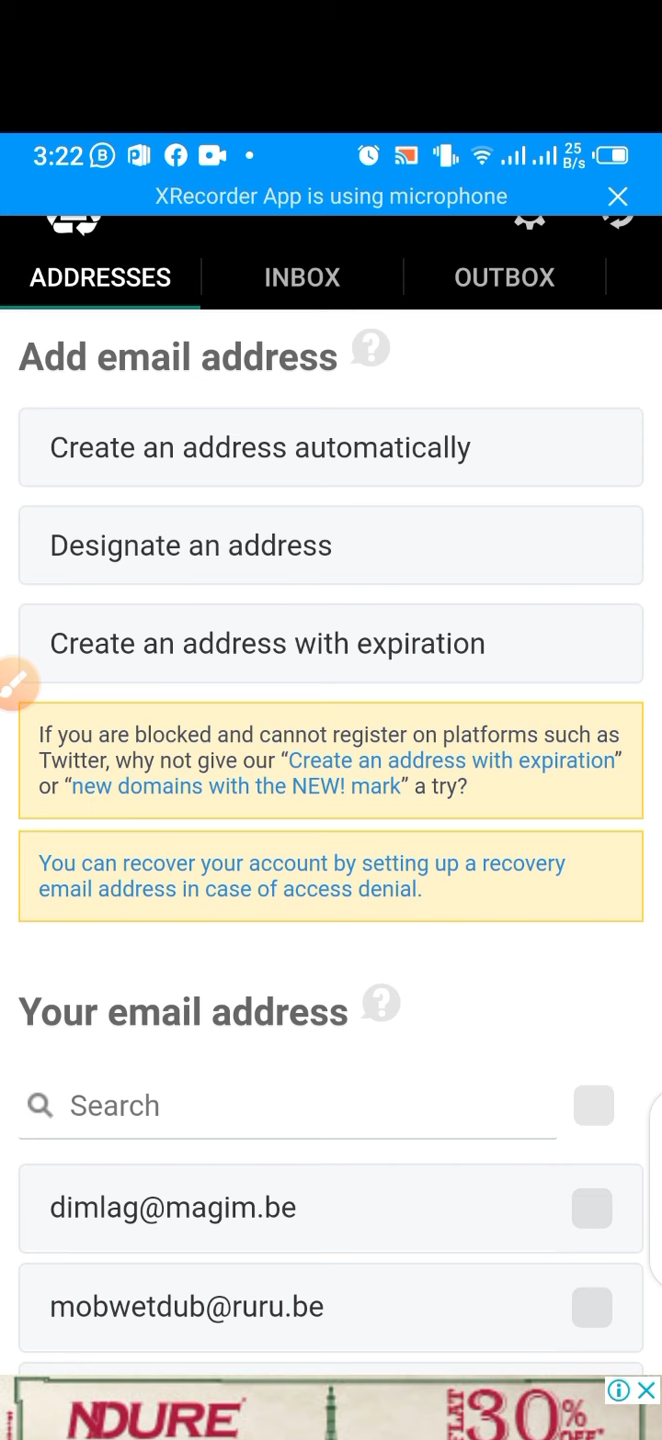 3:22
25
B/s
XRecorder App is using microphone
ADDRESSES
INBOX
OUTBOX
Add email address
Create an address automatically
Designate an address
Create an address with expiration
If you are blocked and cannot register on platforms such as
Twitter, why not give our “Create an address with expiration”
or “new domains with the NEW! mark” a try?
You can recover your account by setting up a recovery
email address in case of access denial.
Your email address
Search
dimlag@magim.be
mobwetdub@ruru.be
NDURE
FLAT
30%
OFF*